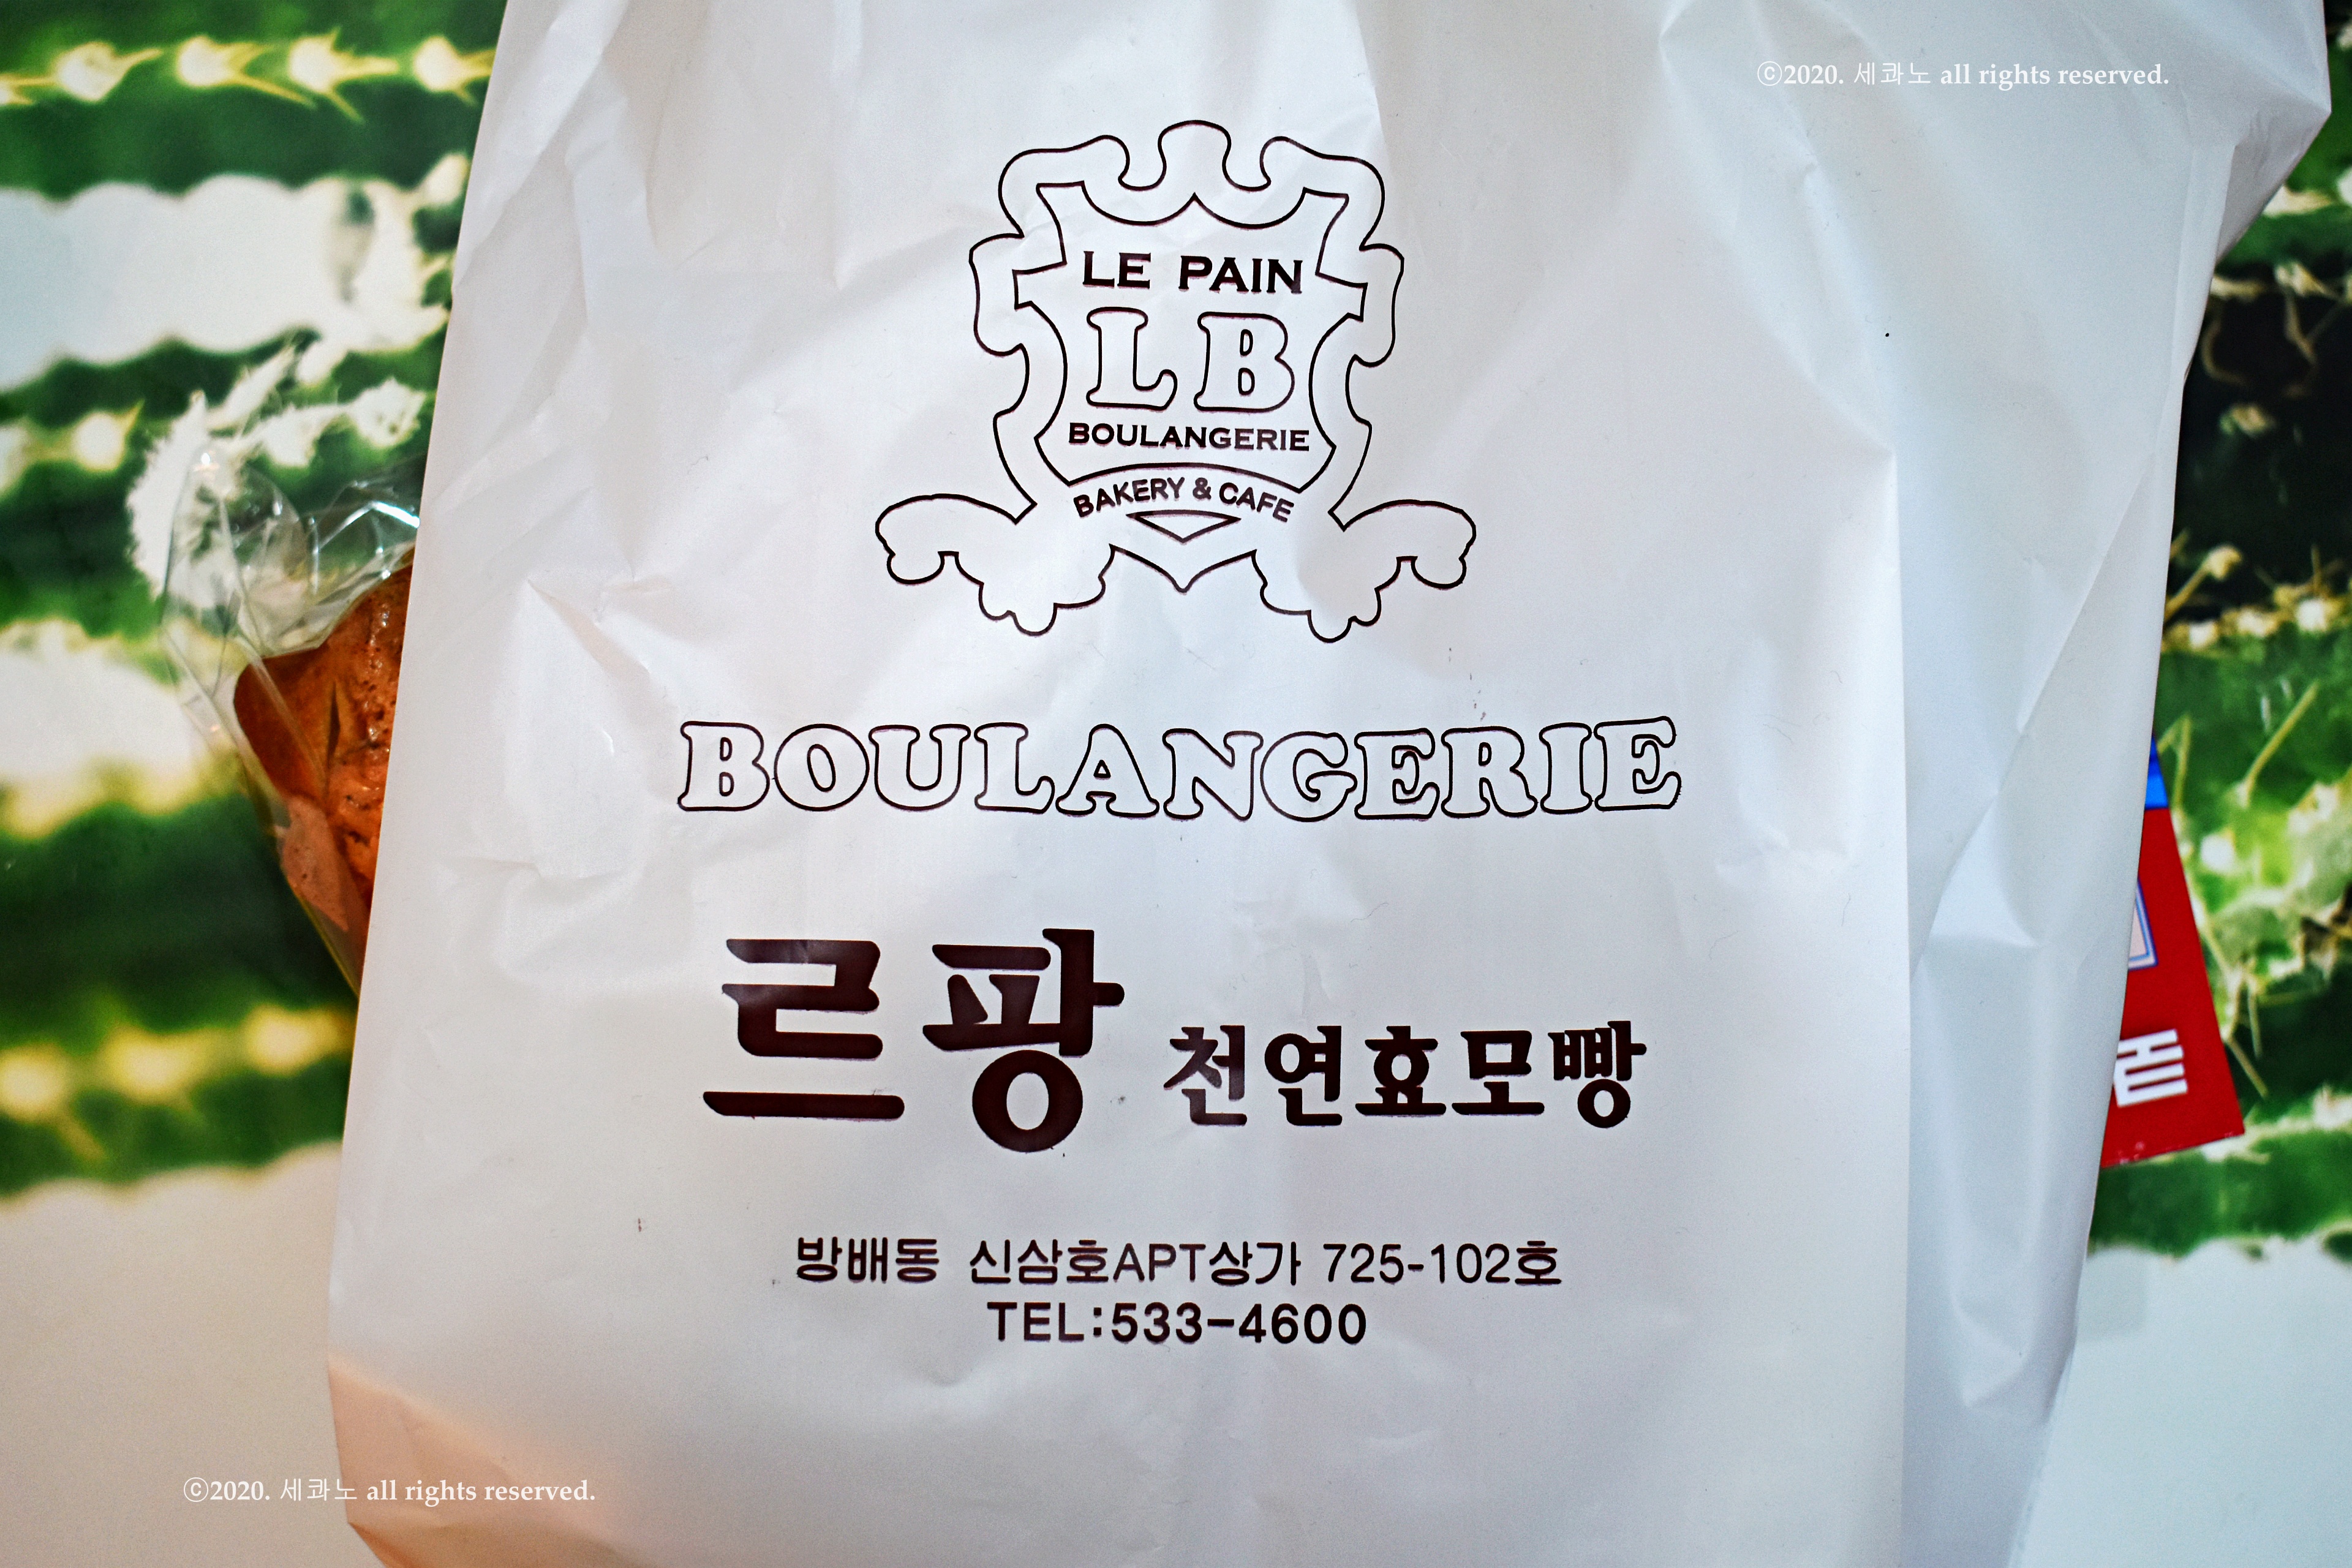 ⓒ2020. 세콰노 all rights reserved.
LE PAIN
LB
BOULANGERIE
BAKERY & CAFE
BOULANGERIE
르팡 천연효모빵
방배동 신삼호APT상가 725-102호
TEL:533-4600
ⓒ2020. 세콰노 all rights reserved.